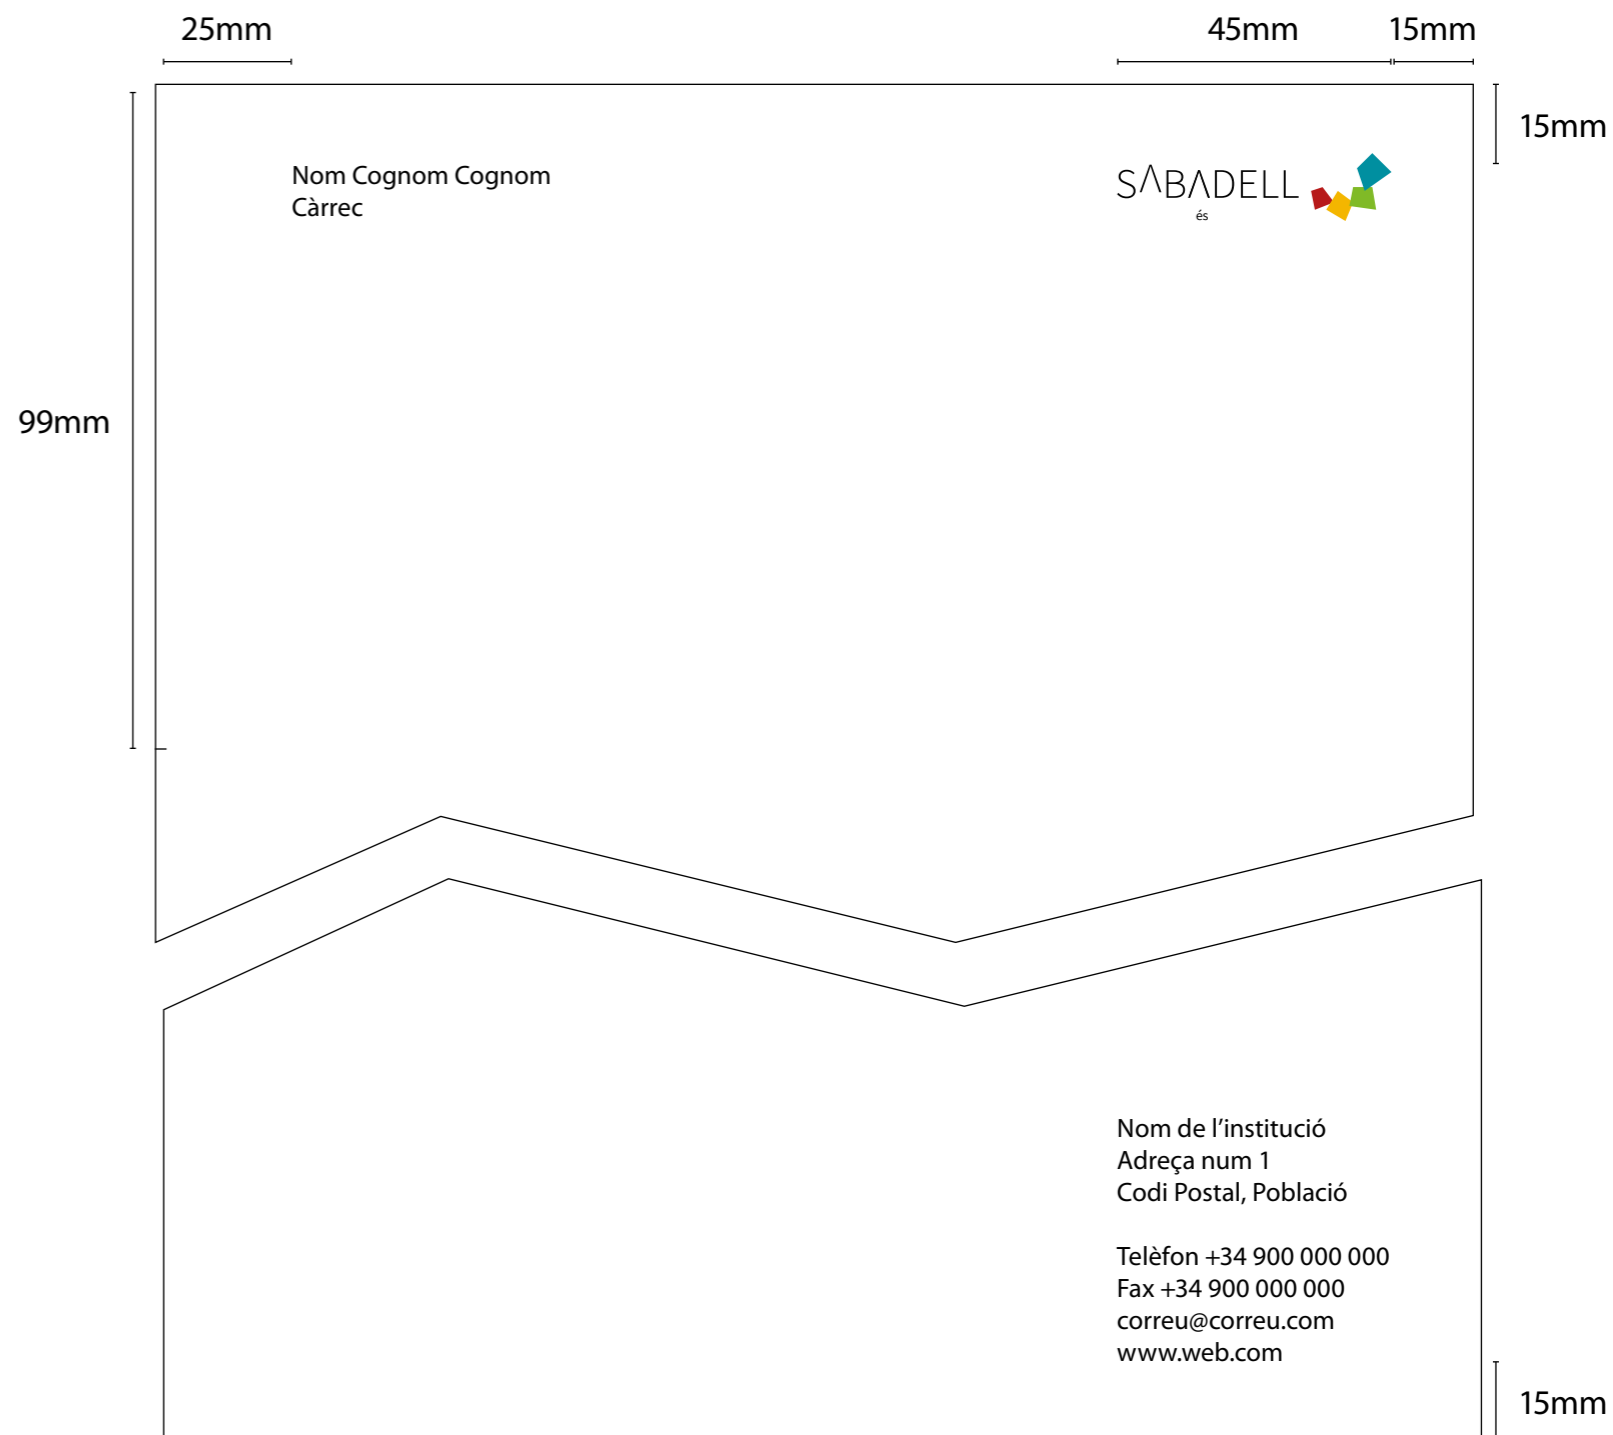 25mm
45mm
15mm
15mm
Nom Cognom Cognom
Càrrec
SABADELL
és
99mm
Nom de l’institució
Adreça num 1
Codi Postal, Població
Telèfon +34 900 000 000
Fax +34 900 000 000
correu@correu.com
www.web.com
15mm